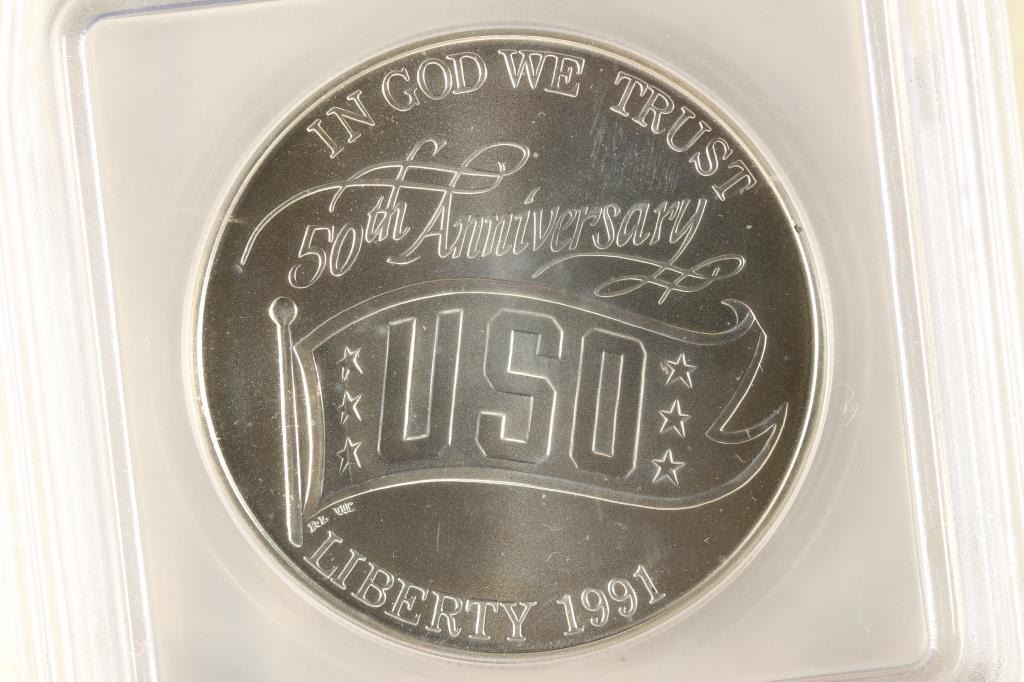 IN GOD WE TRUST
50th Anniversary
USO
LIBERTY 1991